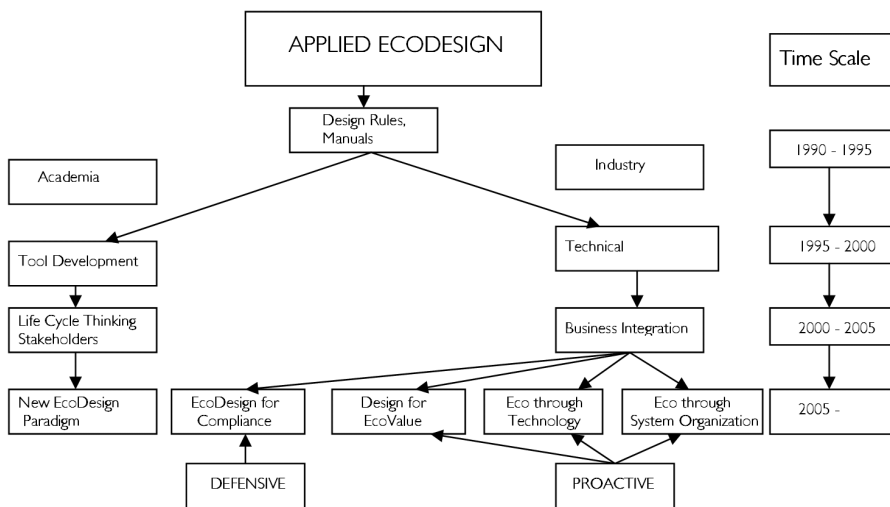 APPLIED ECODESIGN
Time Scale
Design Rules,
Manuals
1990 - 1995
Academia
Industry
Tool Development
Technical
1995 - 2000
Life Cycle Thinking
Stakeholders
Business Integration
2000 - 2005
New EcoDesign
Paradigm
EcoDesign for
Compliance
Design for
EcoValue
Eco through
Technology
Eco through
System Organization
2005 -
DEFENSIVE
PROACTIVE